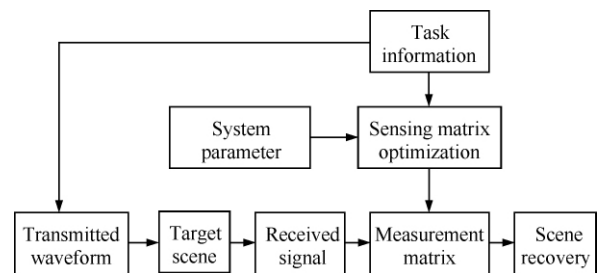 Task
information
System
parameter
Sensing matrix
optimization
Transmitted
waveform
Target
scene
Received
signal
Measurement
matrix
Scene
recovery